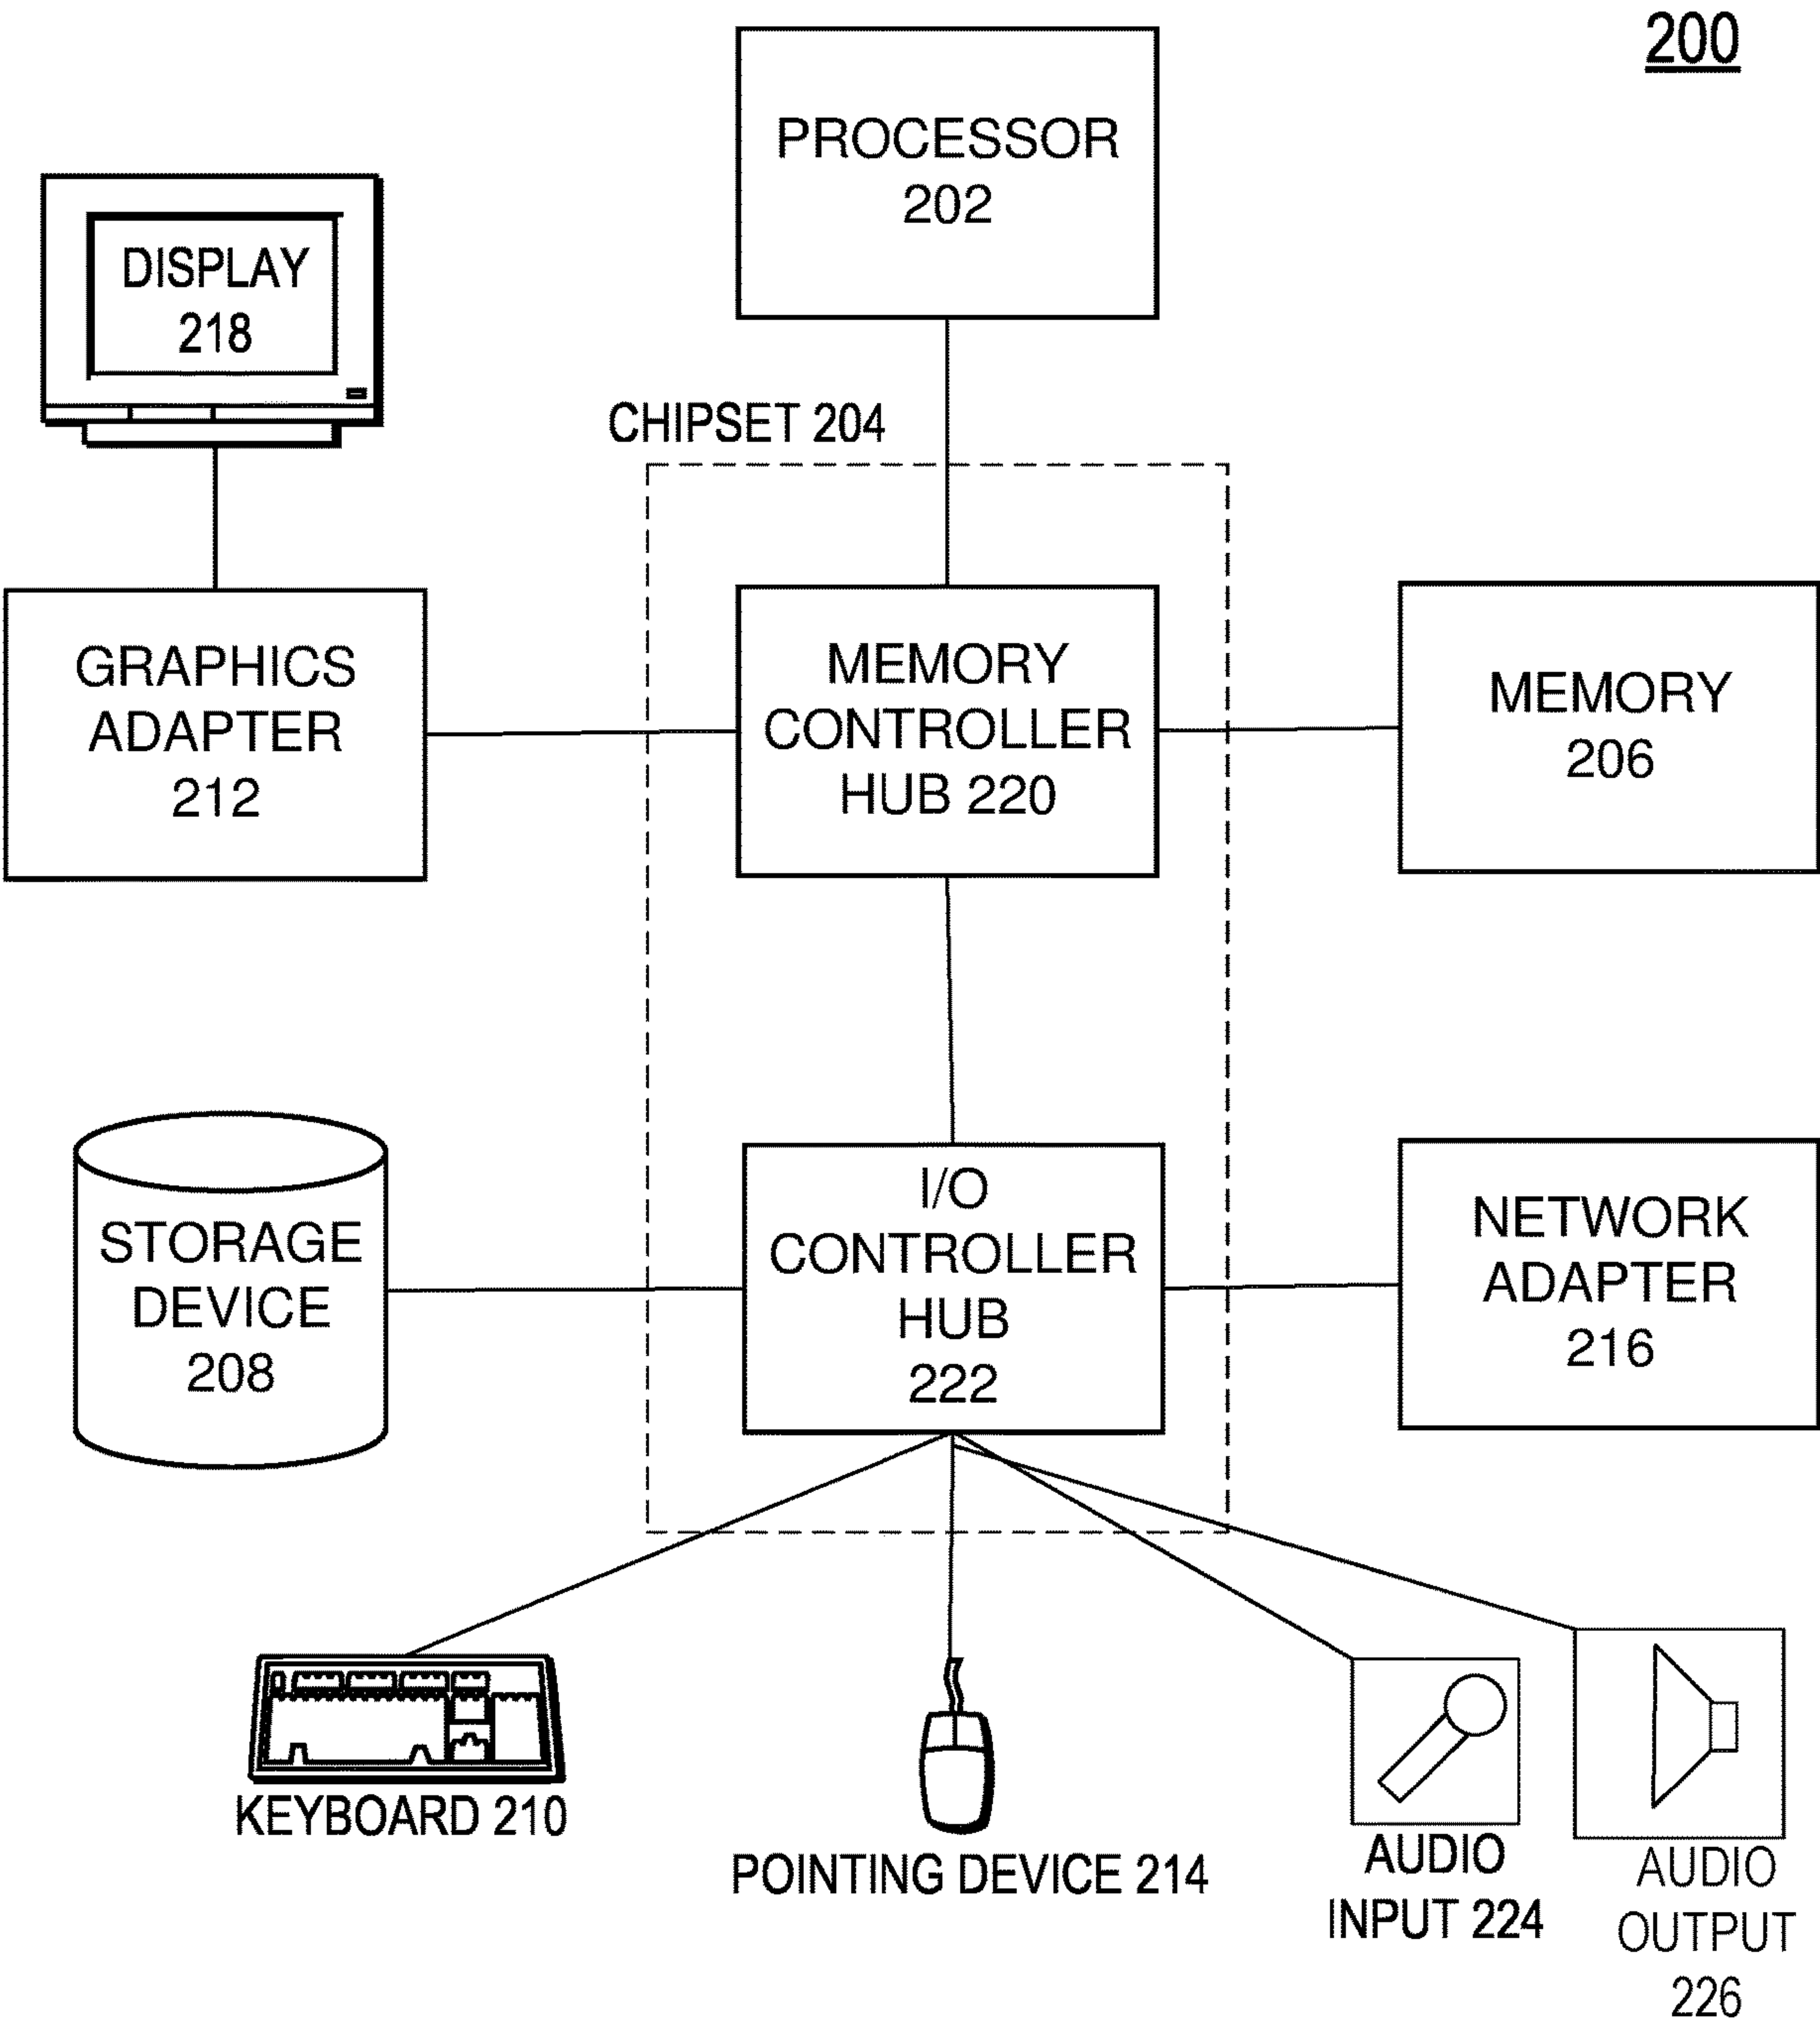 200
PROCESSOR
202
DISPLAY
218
CHIPSET 204
GRAPHICS
ADAPTER
212
MEMORY
CONTROLLER
HUB 220
MEMORY
206
STORAGE
DEVICE
208
I/O
CONTROLLER
HUB
222
NETWORK
ADAPTER
216
KEYBOARD 210
POINTING DEVICE 214
AUDIO
INPUT 224
AUDIO
OUTPUT
226